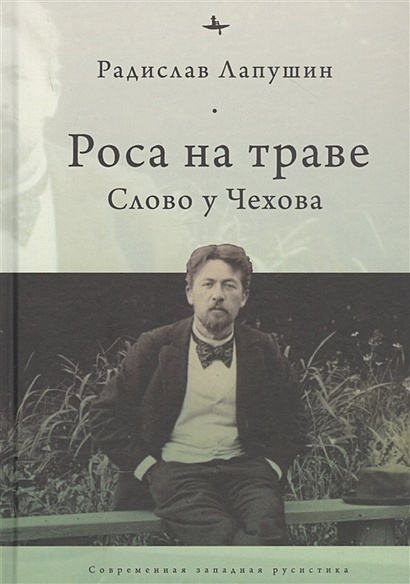 Радислав Лапушин
Роса на траве
Слово у Чехова
Современная западная русистика